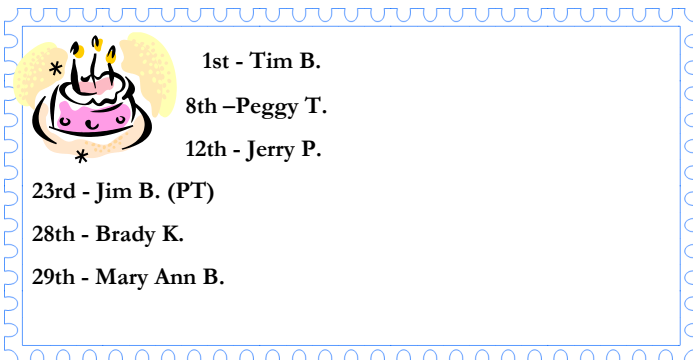 1st - Tim B.
8th –Peggy T.
12th - Jerry P.
23rd - Jim B. (PT)
28th - Brady K.
29th - Mary Ann B.